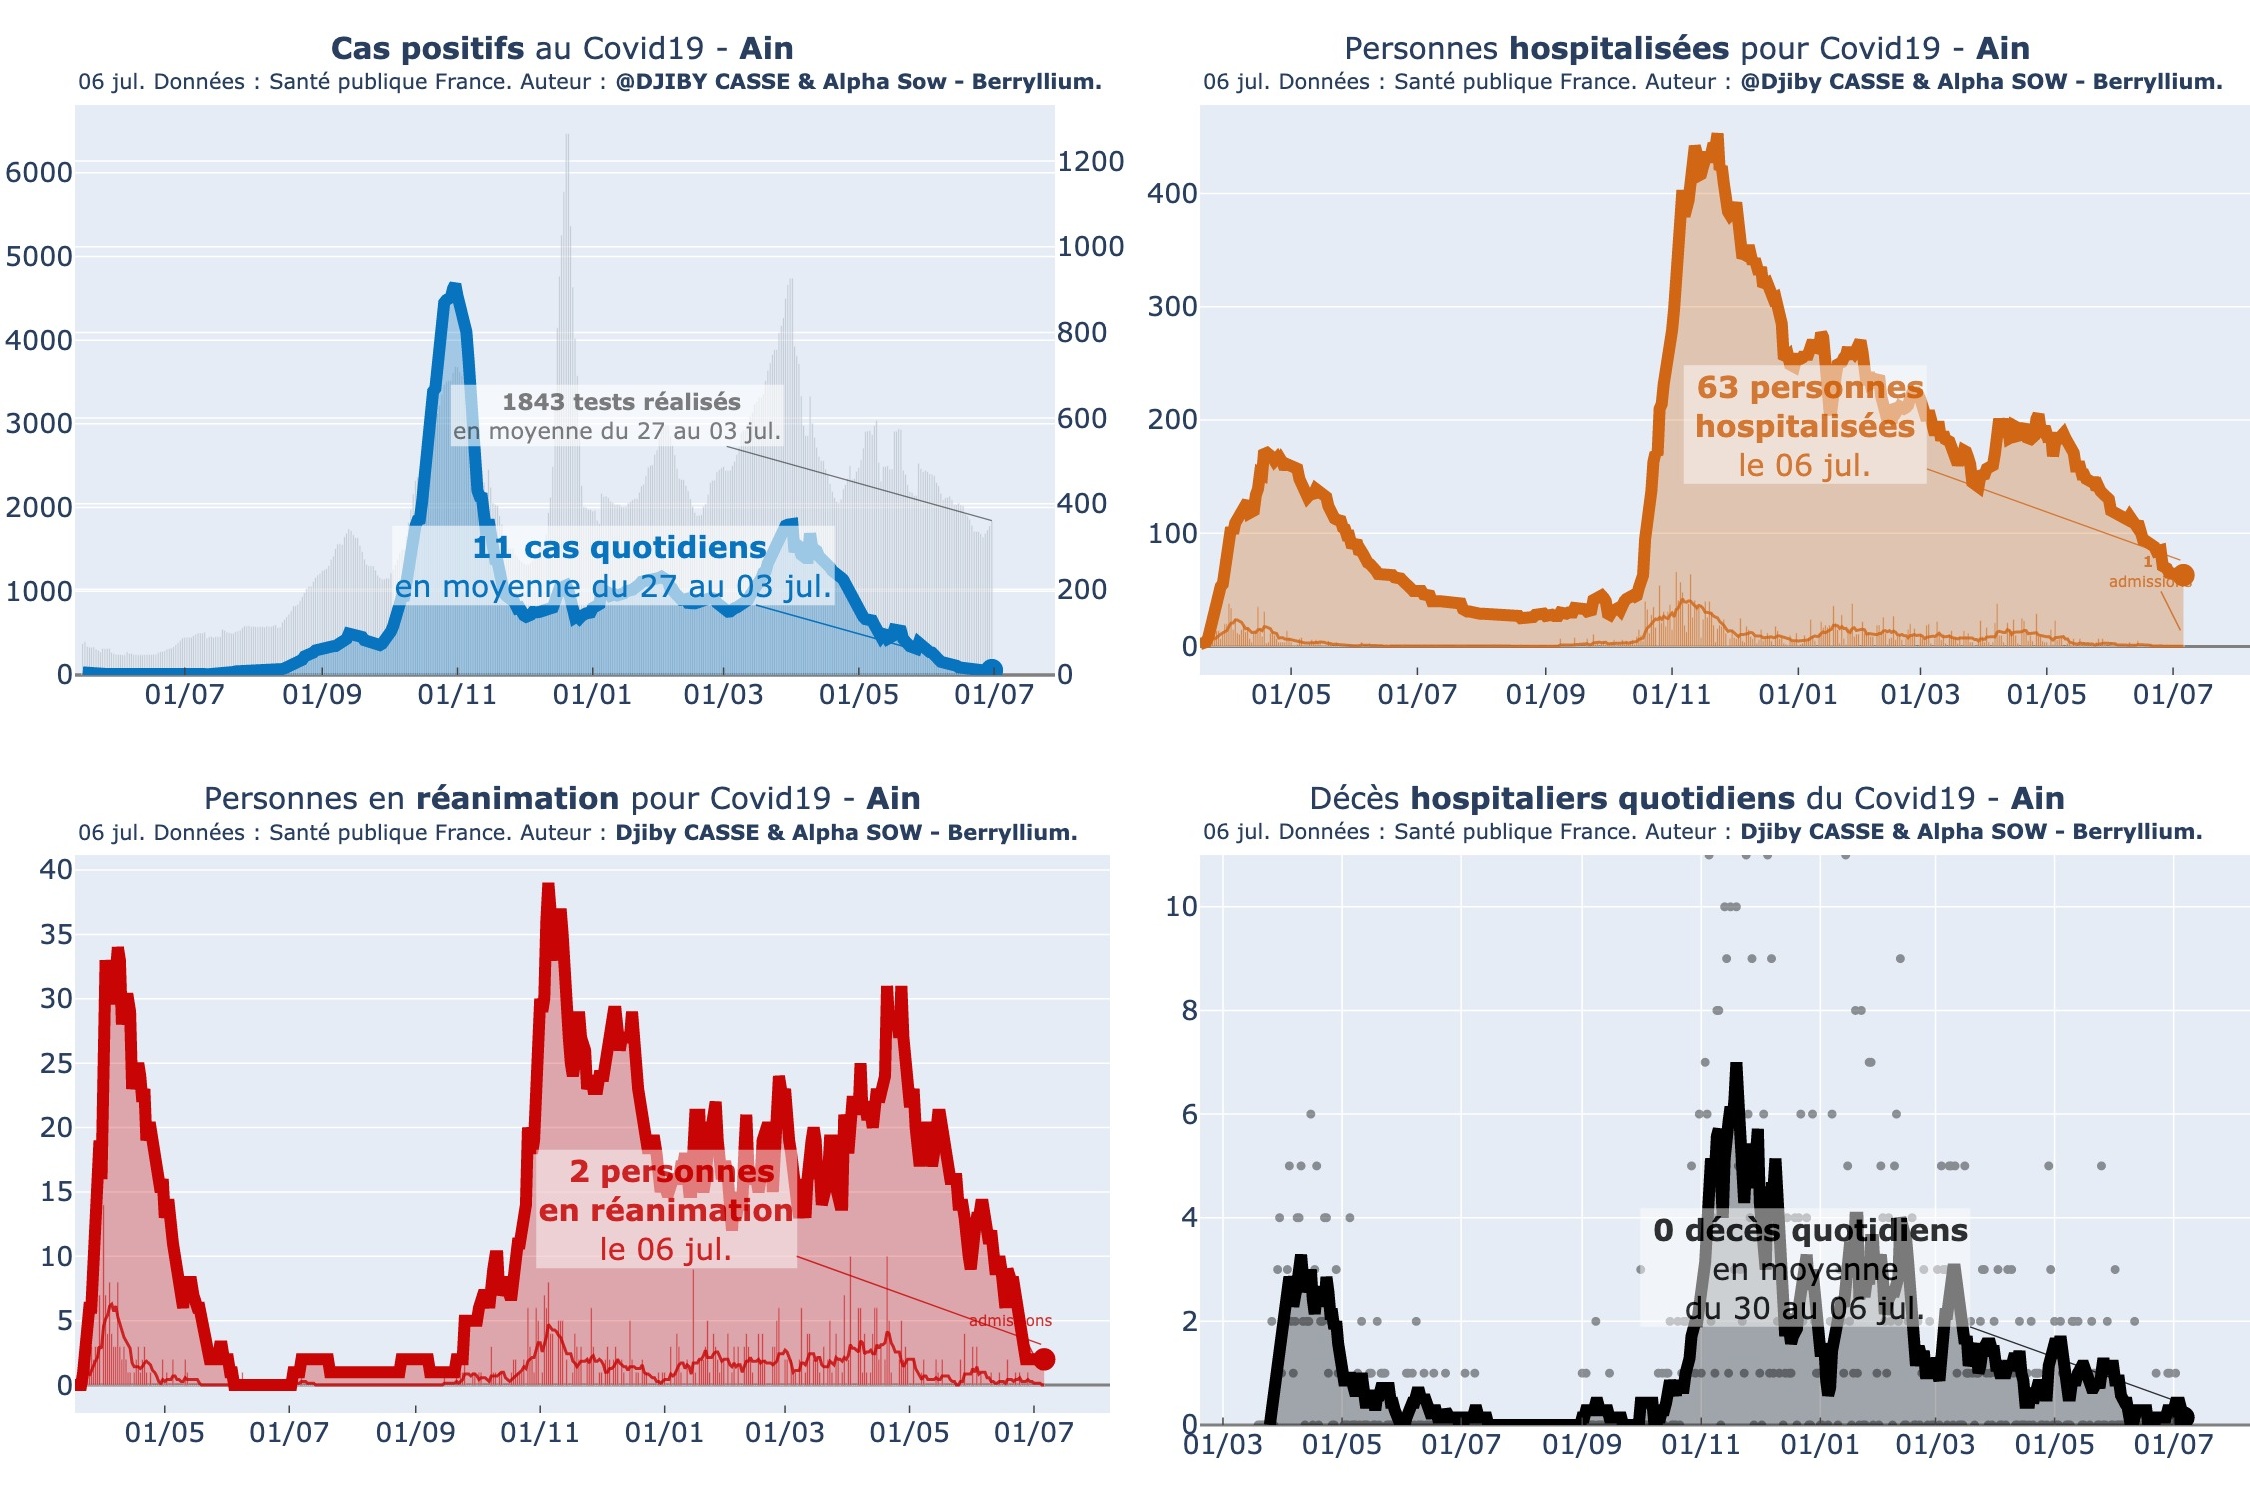 Cas positifs au Covid19 - Ain
06 jul. Données : Santé publique France. Auteur : @DJIBY CASSE & Alpha Sow - Berryllium.
6000
5000
4000
3000
2000
1000
0
1200
1000
800
600
400
200
0
1843 tests réalisés
en moyenne du 27 au 03 jul.
11 cas quotidiens
en moyenne du 27 au 03 jul.
01/07 01/09 01/11 01/01 01/03 01/05 01/07
Personnes hospitalisées pour Covid19 - Ain
06 jul. Données : Santé publique France. Auteur : @Djiby CASSE & Alpha SOW - Berryllium.
400
300
200
100
0
63 personnes
hospitalisées
le 06 jul.
1
admissions
01/05 01/07 01/09 01/11 01/01 01/03 01/05 01/07
Personnes en réanimation pour Covid19 - Ain
06 jul. Données : Santé publique France. Auteur : Djiby CASSE & Alpha SOW - Berryllium.
40
35
30
25
20
15
10
5
0
2 personnes
en réanimation
le 06 jul.
admissions
01/05 01/07 01/09 01/11 01/01 01/03 01/05 01/07
Décès hospitaliers quotidiens du Covid19 - Ain
06 jul. Données : Santé publique France. Auteur : Djiby CASSE & Alpha SOW - Berryllium.
10
8
6
4
2
0
0 décès quotidiens
en moyenne
du 30 au 06 jul.
01/03 01/05 01/07 01/09 01/11 01/01 01/03 01/05 01/07